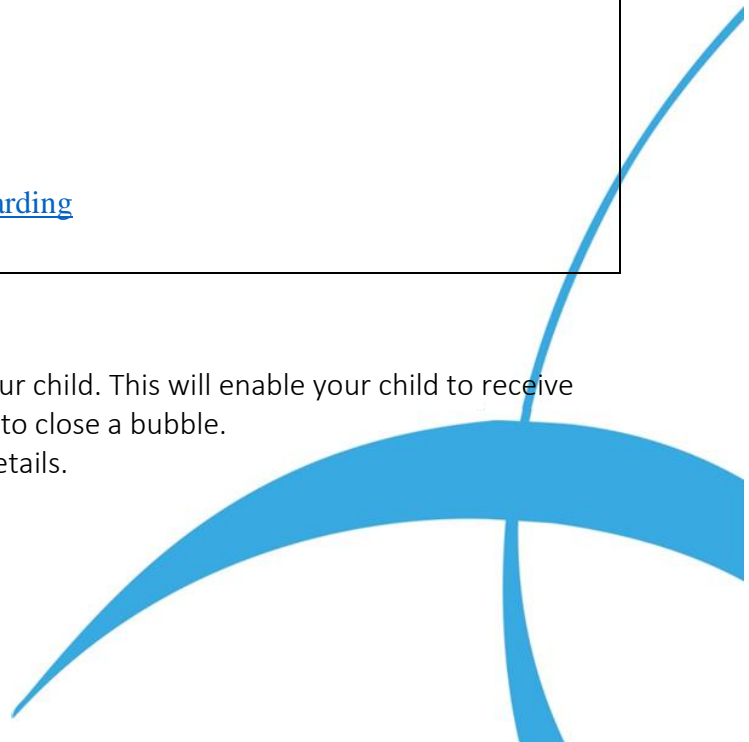 arding
ur child. This will enable your child to receive
to close a bubble.
etails.